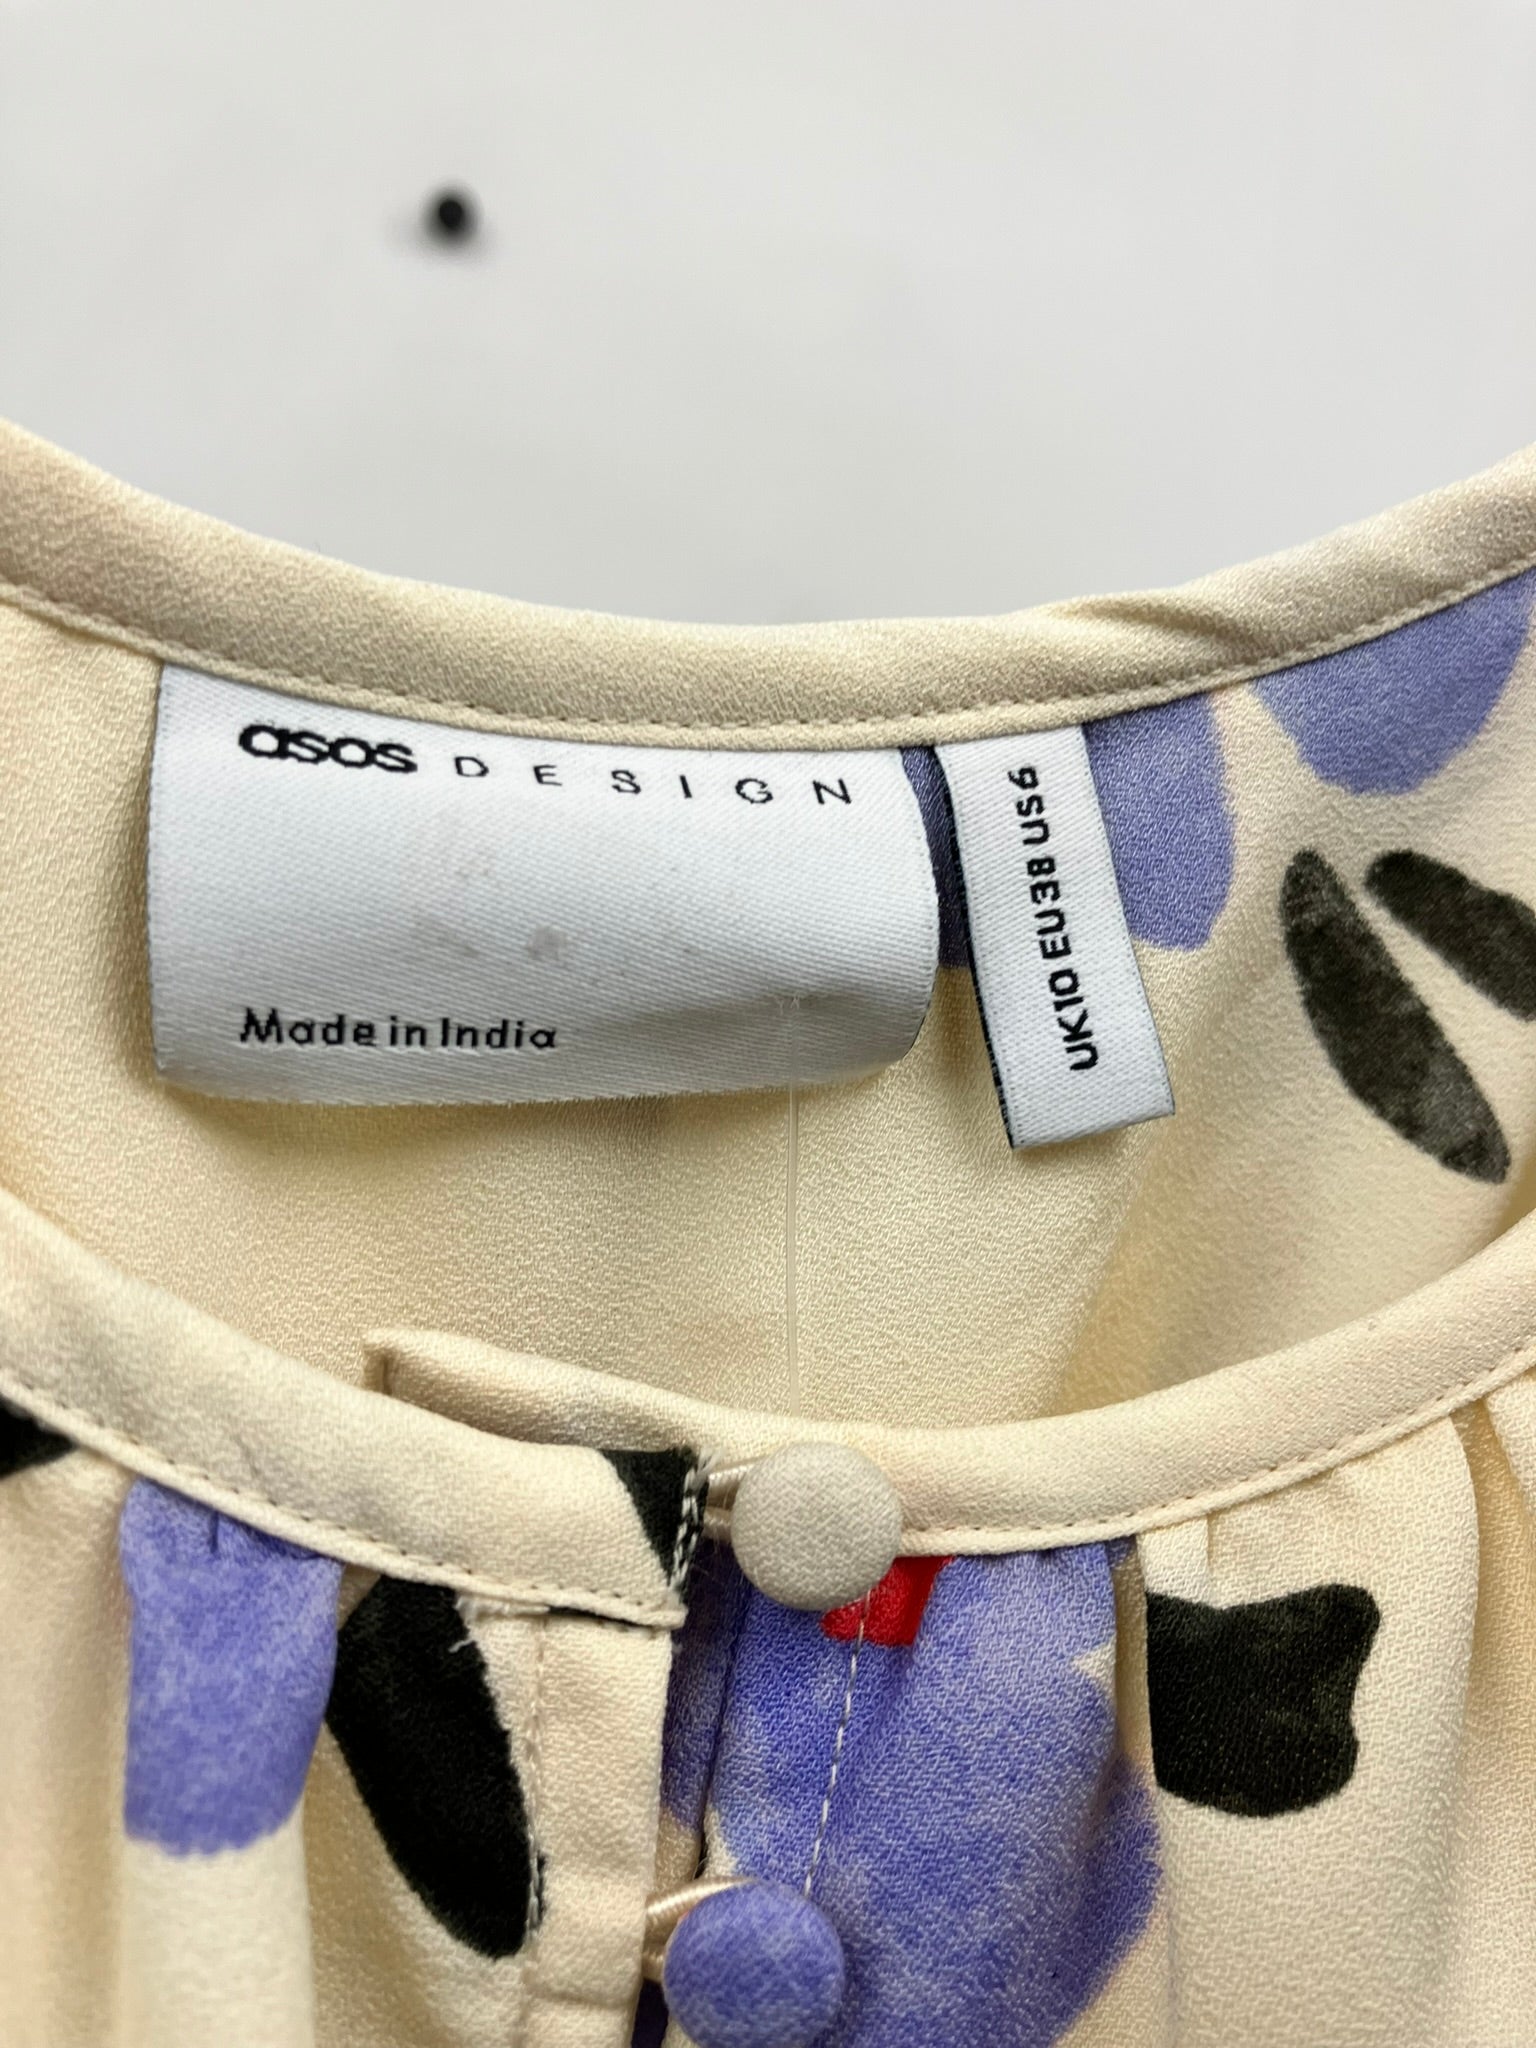 asos DESIGN
Made in India
UK10 EU38 US6